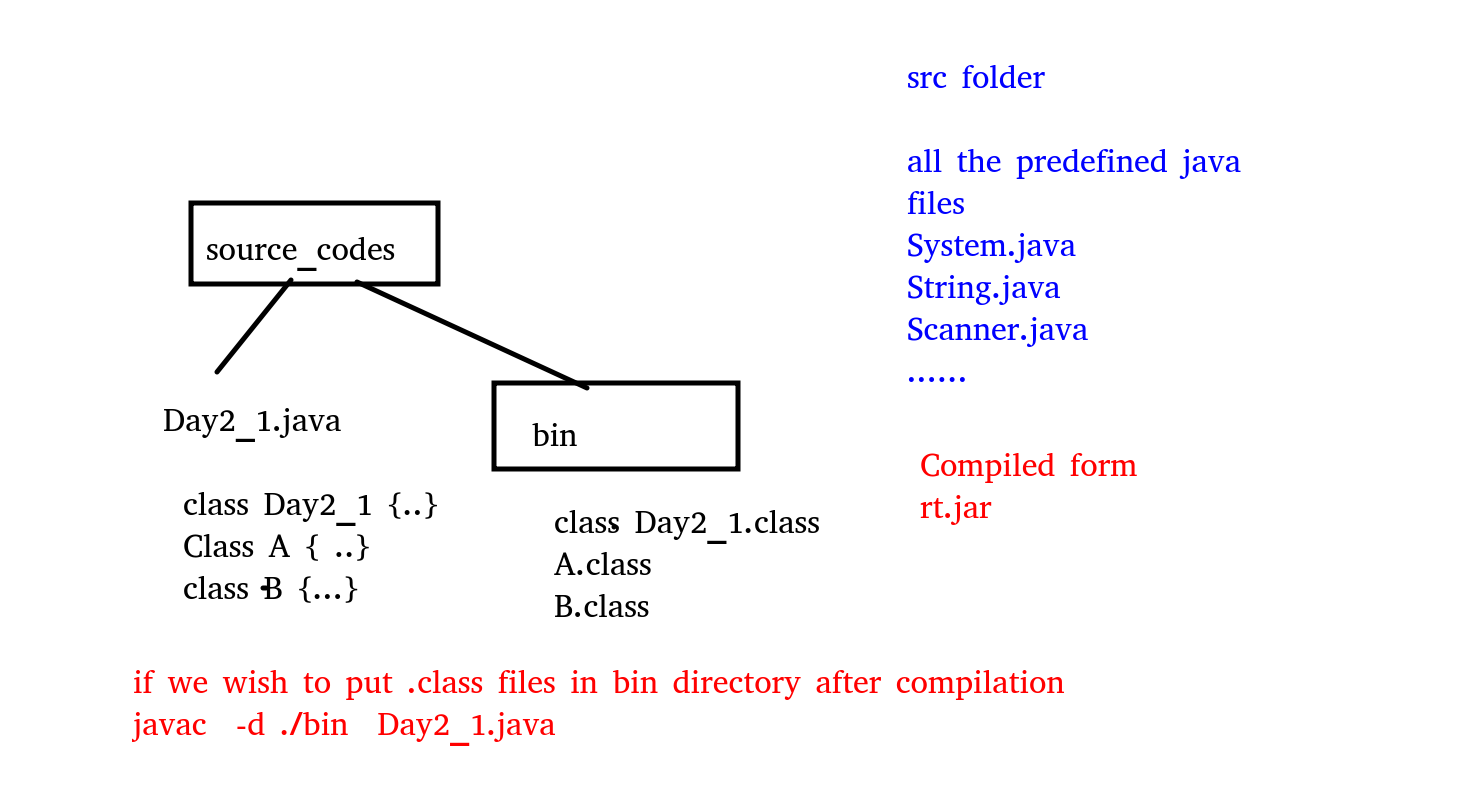 src folder
all the predefined java
files
System.java
String.java
Scanner.java
......
source_codes
Day2_1.java
bin
Compiled form
rt.jar
class Day2_1 {..}
Class A { ..}
class B {...}
class Day2_1.class
A.class
B.class
if we wish to put .class files in bin directory after compilation
javac -d ./bin Day2_1.java